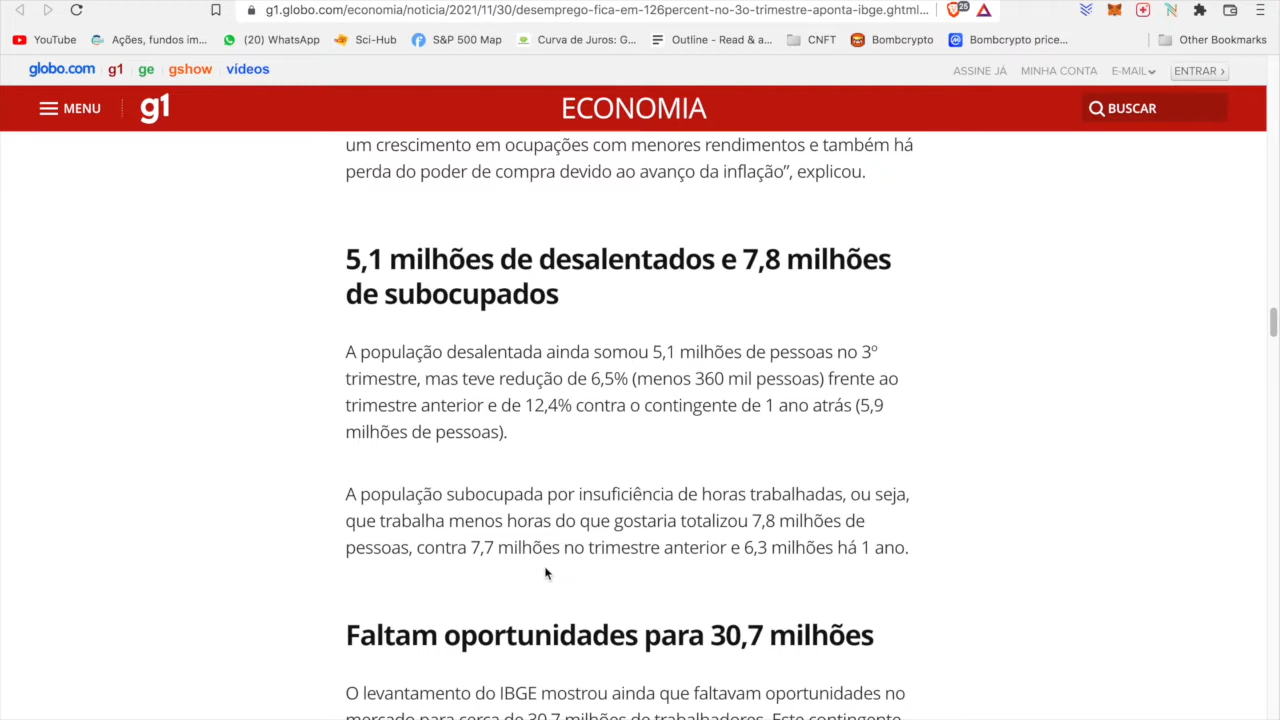 g1.globo.com/economia/noticia/2021/11/30/desemprego-fica-em-126percent-no-3o-trimestre-aponta-ibge.ghtml...
25
YouTube
Ações, fundos im...
(20) WhatsApp
Sci-Hub
S&P 500 Map
Curva de Juros: G...
Outline - Read & a...
CNFT
Bombcrypto
Bombcrypto price...
Other Bookmarks
globo.com g1 ge gshow vídeos
ASSINE JÁ MINHA CONTA E-MAIL ENTRAR ›
MENU g1 ECONOMIA BUSCAR
um crescimento em ocupações com menores rendimentos e também há
perda do poder de compra devido ao avanço da inflação”, explicou.
5,1 milhões de desalentados e 7,8 milhões
de subocupados
A população desalentada ainda somou 5,1 milhões de pessoas no 3º
trimestre, mas teve redução de 6,5% (menos 360 mil pessoas) frente ao
trimestre anterior e de 12,4% contra o contingente de 1 ano atrás (5,9
milhões de pessoas).
A população subocupada por insuficiência de horas trabalhadas, ou seja,
que trabalha menos horas do que gostaria totalizou 7,8 milhões de
pessoas, contra 7,7 milhões no trimestre anterior e 6,3 milhões há 1 ano.
Faltam oportunidades para 30,7 milhões
O levantamento do IBGE mostrou ainda que faltavam oportunidades no
mercado para cerca de 30,7 milhões de trabalhadores. Este contingente